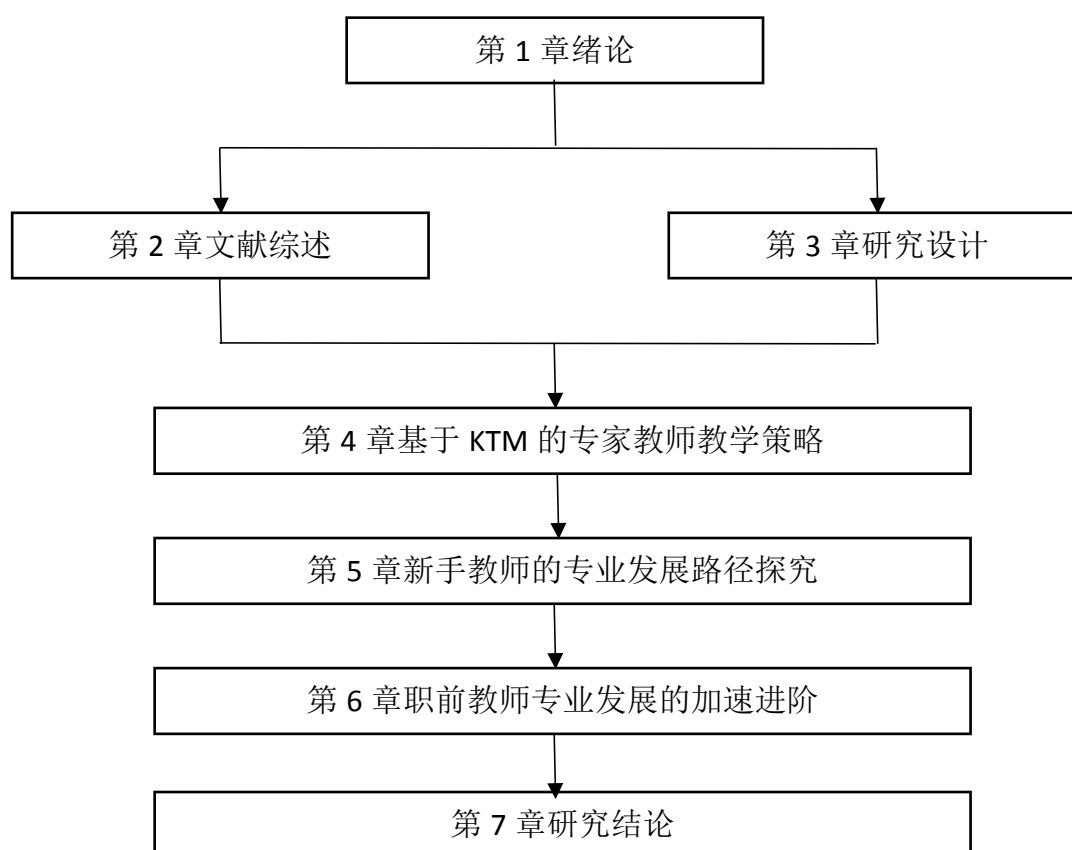 第 1 章绪论
第 2 章文献综述
第 3 章研究设计
第 4 章基于 KTM 的专家教师教学策略
第 5 章新手教师的专业发展路径探究
第 6 章职前教师专业发展的加速进阶
第 7 章研究结论